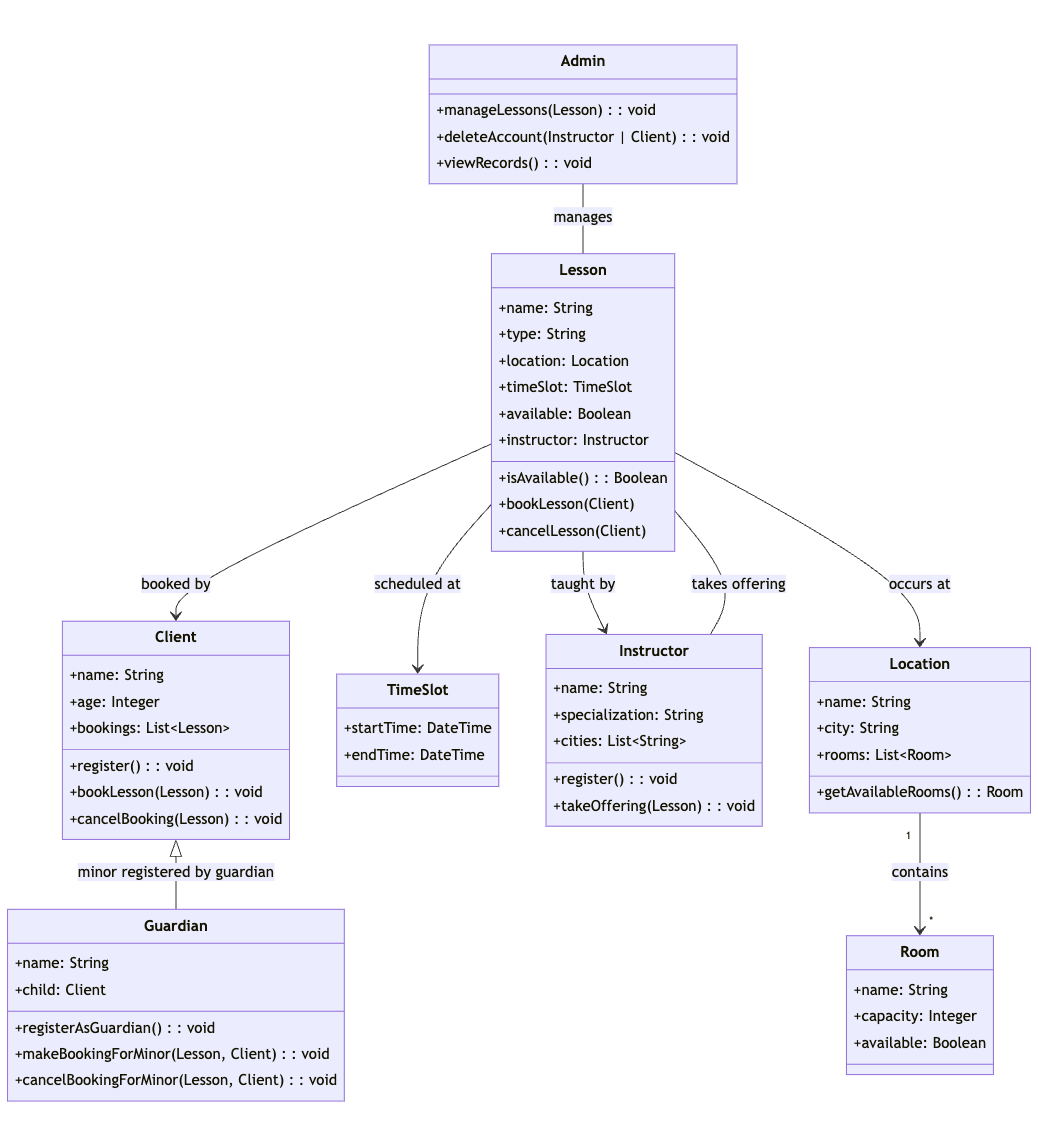 Admin
+manageLessons(Lesson) : : void
+deleteAccount(Instructor | Client) : : void
+viewRecords() : : void
manages
Lesson
+name: String
+type: String
+location: Location
+timeSlot: TimeSlot
+available: Boolean
+instructor: Instructor
+isAvailable() : : Boolean
+bookLesson(Client)
+cancelLesson(Client)
booked by
scheduled at
taught by
takes offering
occurs at
Client
+name: String
+age: Integer
+bookings: List<Lesson>
+register() : : void
+bookLesson(Lesson) : : void
+cancelBooking(Lesson) : : void
TimeSlot
+startTime: DateTime
+endTime: DateTime
Instructor
+name: String
+specialization: String
+cities: List<String>
+register() : : void
+takeOffering(Lesson) : : void
Location
+name: String
+city: String
+rooms: List<Room>
+getAvailableRooms() : : Room
minor registered by guardian
1
contains
*
Guardian
+name: String
+child: Client
+registerAsGuardian() : : void
+makeBookingForMinor(Lesson, Client) : : void
+cancelBookingForMinor(Lesson, Client) : : void
Room
+name: String
+capacity: Integer
+available: Boolean